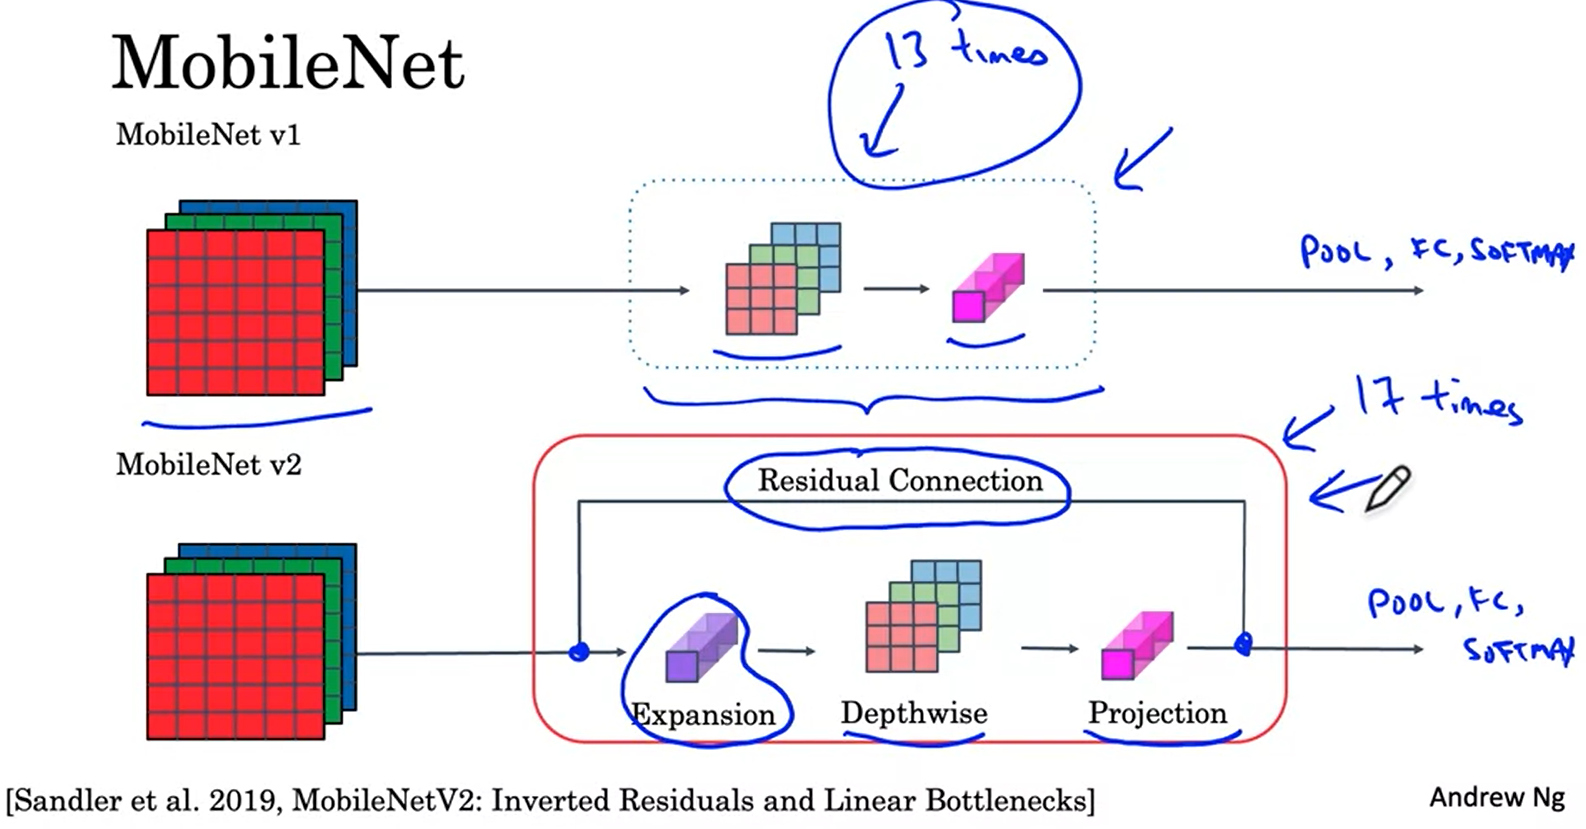 MobileNet
13 times
MobileNet v1
POOL, FC, SOFTMAX
17 times
MobileNet v2
Residual Connection
POOL, FC,
SOFTMAX
Expansion
Depthwise
Projection
[Sandler et al. 2019, MobileNetV2: Inverted Residuals and Linear Bottlenecks]
Andrew Ng